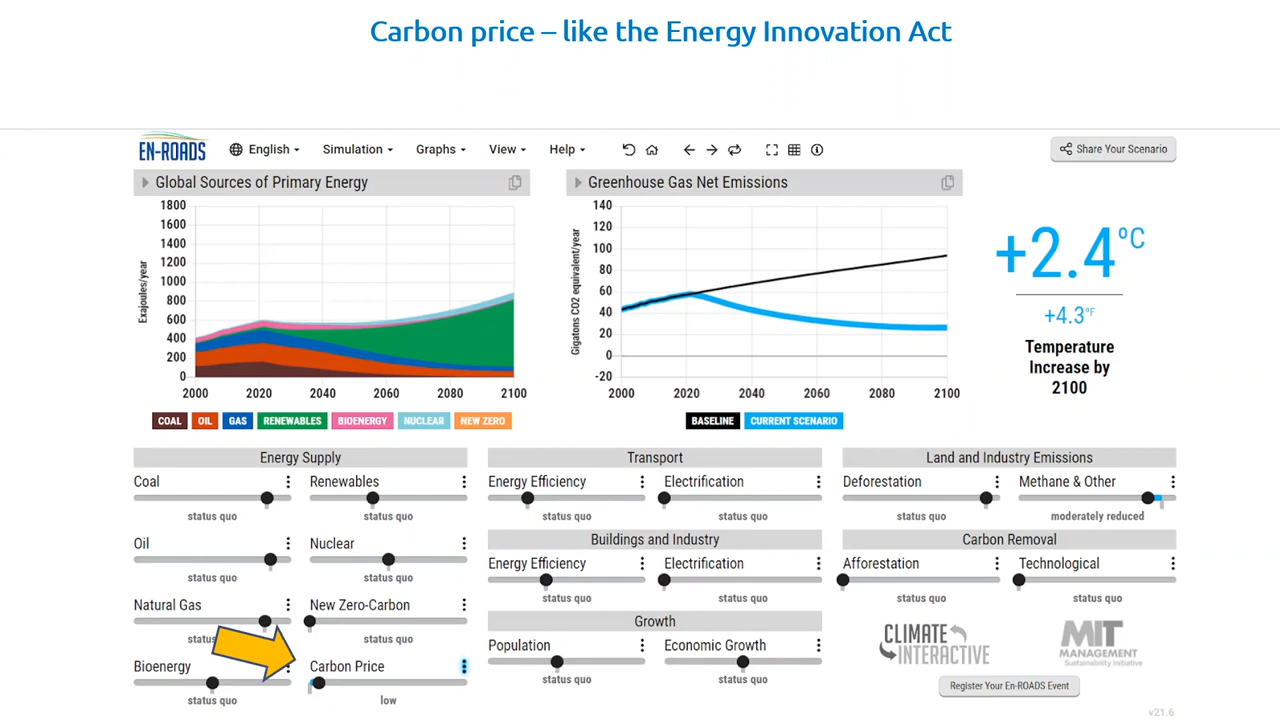 Carbon price – like the Energy Innovation Act
EN-ROADS
English
Simulation
Graphs
View
Help
Share Your Scenario
Global Sources of Primary Energy
1800
1600
1400
1200
1000
800
600
400
200
0
Exajoules/year
2000 2020 2040 2060 2080 2100
COAL OIL GAS RENEWABLES BIOENERGY NUCLEAR NEW ZERO
Greenhouse Gas Net Emissions
140
120
100
80
60
40
20
0
-20
Gigatons CO2 equivalent/year
2000 2020 2040 2060 2080 2100
BASELINE CURRENT SCENARIO
+2.4ºC
+4.3°F
Temperature
Increase by
2100
Energy Supply
Coal
status quo
Renewables
status quo
Oil
status quo
Nuclear
status quo
Natural Gas
status quo
New Zero-Carbon
status quo
Bioenergy
status quo
Carbon Price
low
Transport
Energy Efficiency
status quo
Electrification
status quo
Buildings and Industry
Energy Efficiency
status quo
Electrification
status quo
Growth
Population
status quo
Economic Growth
status quo
Land and Industry Emissions
Deforestation
status quo
Methane & Other
moderately reduced
Carbon Removal
Afforestation
status quo
Technological
status quo
CLIMATE
INTERACTIVE
MIT
MANAGEMENT
Sustainability Initiative
Register Your En-ROADS Event
v21.6